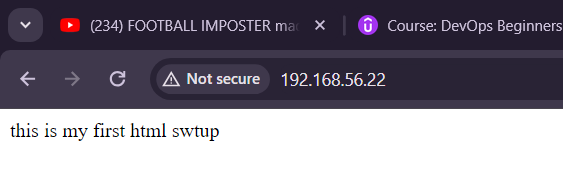 (234) FOOTBALL IMPOSTER
Course: DevOps Beginners
Not secure
192.168.56.22
this is my first html swtup